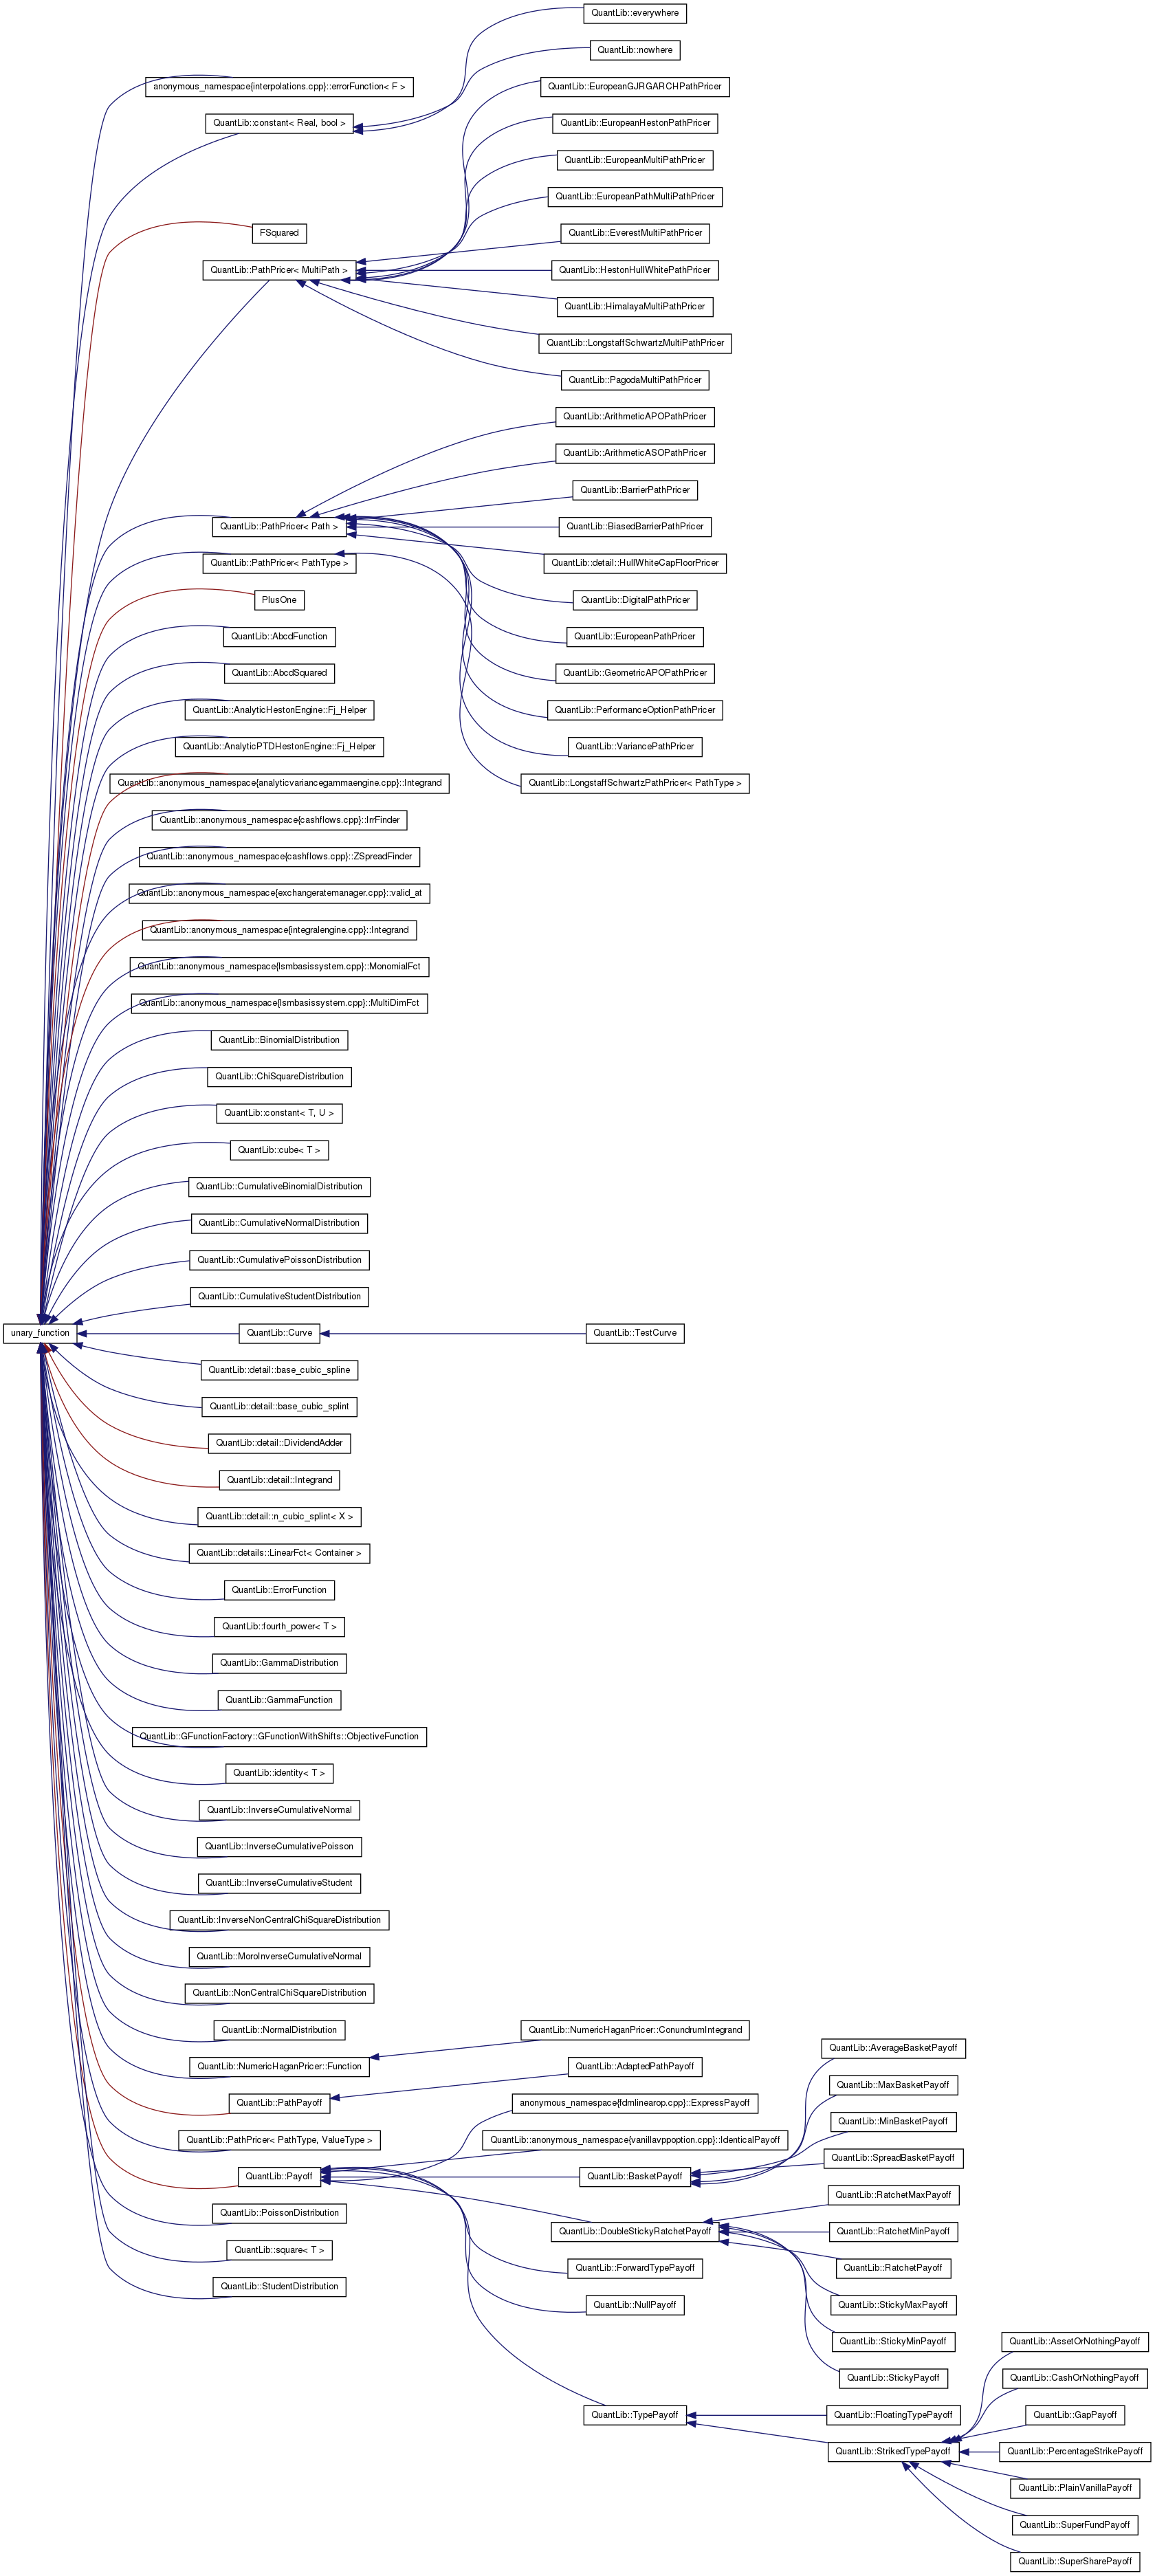 QuantLib::everywhere
QuantLib::nowhere
anonymous_namespace{interpolations.cpp}::errorFunction< F >
QuantLib::EuropeanGJRGARCHPathPricer
QuantLib::constant< Real, bool >
QuantLib::EuropeanHestonPathPricer
QuantLib::EuropeanMultiPathPricer
QuantLib::EuropeanPathMultiPathPricer
FSquared
QuantLib::EverestMultiPathPricer
QuantLib::PathPricer< MultiPath >
QuantLib::HestonHullWhitePathPricer
QuantLib::HimalayaMultiPathPricer
QuantLib::LongstaffSchwartzMultiPathPricer
QuantLib::PagodaMultiPathPricer
QuantLib::ArithmeticAPOPathPricer
QuantLib::ArithmeticASOPathPricer
QuantLib::BarrierPathPricer
QuantLib::PathPricer< Path >
QuantLib::BiasedBarrierPathPricer
QuantLib::PathPricer< PathType >
QuantLib::detail::HullWhiteCapFloorPricer
PlusOne
QuantLib::DigitalPathPricer
QuantLib::AbcdFunction
QuantLib::EuropeanPathPricer
QuantLib::AbcdSquared
QuantLib::GeometricAPOPathPricer
QuantLib::AnalyticHestonEngine::Fj_Helper
QuantLib::PerformanceOptionPathPricer
QuantLib::AnalyticPTDHestonEngine::Fj_Helper
QuantLib::VariancePathPricer
QuantLib::anonymous_namespace{analyticvariancegammaengine.cpp}::Integrand
QuantLib::LongstaffSchwartzPathPricer< PathType >
QuantLib::anonymous_namespace{cashflows.cpp}::IrrFinder
QuantLib::anonymous_namespace{cashflows.cpp}::ZSpreadFinder
QuantLib::anonymous_namespace{exchangeratemanager.cpp}::valid_at
QuantLib::anonymous_namespace{integralengine.cpp}::Integrand
QuantLib::anonymous_namespace{lsmbasissystem.cpp}::MonomialFct
QuantLib::anonymous_namespace{lsmbasissystem.cpp}::MultiDimFct
QuantLib::BinomialDistribution
QuantLib::ChiSquareDistribution
QuantLib::constant< T, U >
QuantLib::cube< T >
QuantLib::CumulativeBinomialDistribution
QuantLib::CumulativeNormalDistribution
QuantLib::CumulativePoissonDistribution
QuantLib::CumulativeStudentDistribution
unary_function
QuantLib::Curve
QuantLib::TestCurve
QuantLib::detail::base_cubic_spline
QuantLib::detail::base_cubic_splint
QuantLib::detail::DividendAdder
QuantLib::detail::Integrand
QuantLib::detail::n_cubic_splint< X >
QuantLib::details::LinearFct< Container >
QuantLib::ErrorFunction
QuantLib::fourth_power< T >
QuantLib::GammaDistribution
QuantLib::GammaFunction
QuantLib::GFunctionFactory::GFunctionWithShifts::ObjectiveFunction
QuantLib::identity< T >
QuantLib::InverseCumulativeNormal
QuantLib::InverseCumulativePoisson
QuantLib::InverseCumulativeStudent
QuantLib::InverseNonCentralChiSquareDistribution
QuantLib::MoroInverseCumulativeNormal
QuantLib::NonCentralChiSquareDistribution
QuantLib::NormalDistribution
QuantLib::NumericHaganPricer::ConundrumIntegrand
QuantLib::AverageBasketPayoff
QuantLib::NumericHaganPricer::Function
QuantLib::AdaptedPathPayoff
QuantLib::MaxBasketPayoff
QuantLib::PathPayoff
anonymous_namespace{fdmlinearop.cpp}::ExpressPayoff
QuantLib::MinBasketPayoff
QuantLib::PathPricer< PathType, ValueType >
QuantLib::anonymous_namespace{vanillavppoption.cpp}::IdenticalPayoff
QuantLib::SpreadBasketPayoff
QuantLib::Payoff
QuantLib::BasketPayoff
QuantLib::RatchetMaxPayoff
QuantLib::PoissonDistribution
QuantLib::DoubleStickyRatchetPayoff
QuantLib::RatchetMinPayoff
QuantLib::square< T >
QuantLib::ForwardTypePayoff
QuantLib::RatchetPayoff
QuantLib::StudentDistribution
QuantLib::NullPayoff
QuantLib::StickyMaxPayoff
QuantLib::StickyMinPayoff
QuantLib::AssetOrNothingPayoff
QuantLib::StickyPayoff
QuantLib::CashOrNothingPayoff
QuantLib::TypePayoff
QuantLib::FloatingTypePayoff
QuantLib::GapPayoff
QuantLib::StrikedTypePayoff
QuantLib::PercentageStrikePayoff
QuantLib::PlainVanillaPayoff
QuantLib::SuperFundPayoff
QuantLib::SuperSharePayoff